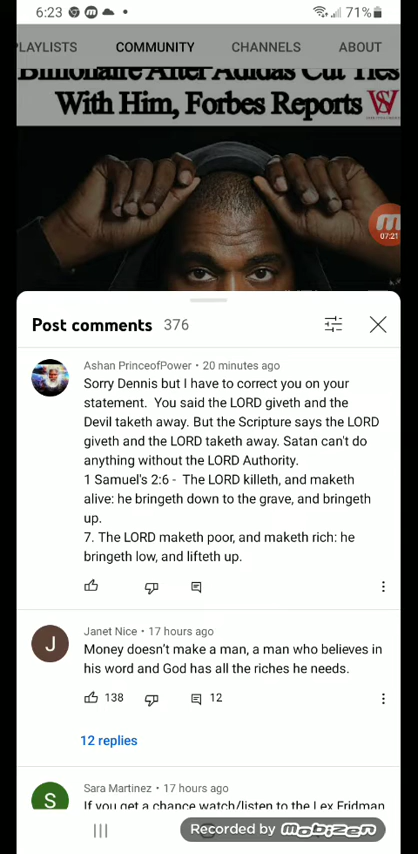 6:23
71%
PLAYLISTS COMMUNITY CHANNELS ABOUT
Billionaire After Adidas Cut Ties
With Him, Forbes Reports
07:21
Post comments 376
Ashan PrinceofPower • 20 minutes ago
Sorry Dennis but I have to correct you on your
statement. You said the LORD giveth and the
Devil taketh away. But the Scripture says the LORD
giveth and the LORD taketh away. Satan can't do
anything without the LORD Authority.
1 Samuel's 2:6 - The LORD killeth, and maketh
alive: he bringeth down to the grave, and bringeth
up.
7. The LORD maketh poor, and maketh rich: he
bringeth low, and lifteth up.
J
Janet Nice • 17 hours ago
Money doesn't make a man, a man who believes in
his word and God has all the riches he needs.
138 12
12 replies
S
Sara Martinez • 17 hours ago
If you get a chance watch/listen to the Lex Fridman
Recorded by mobizen